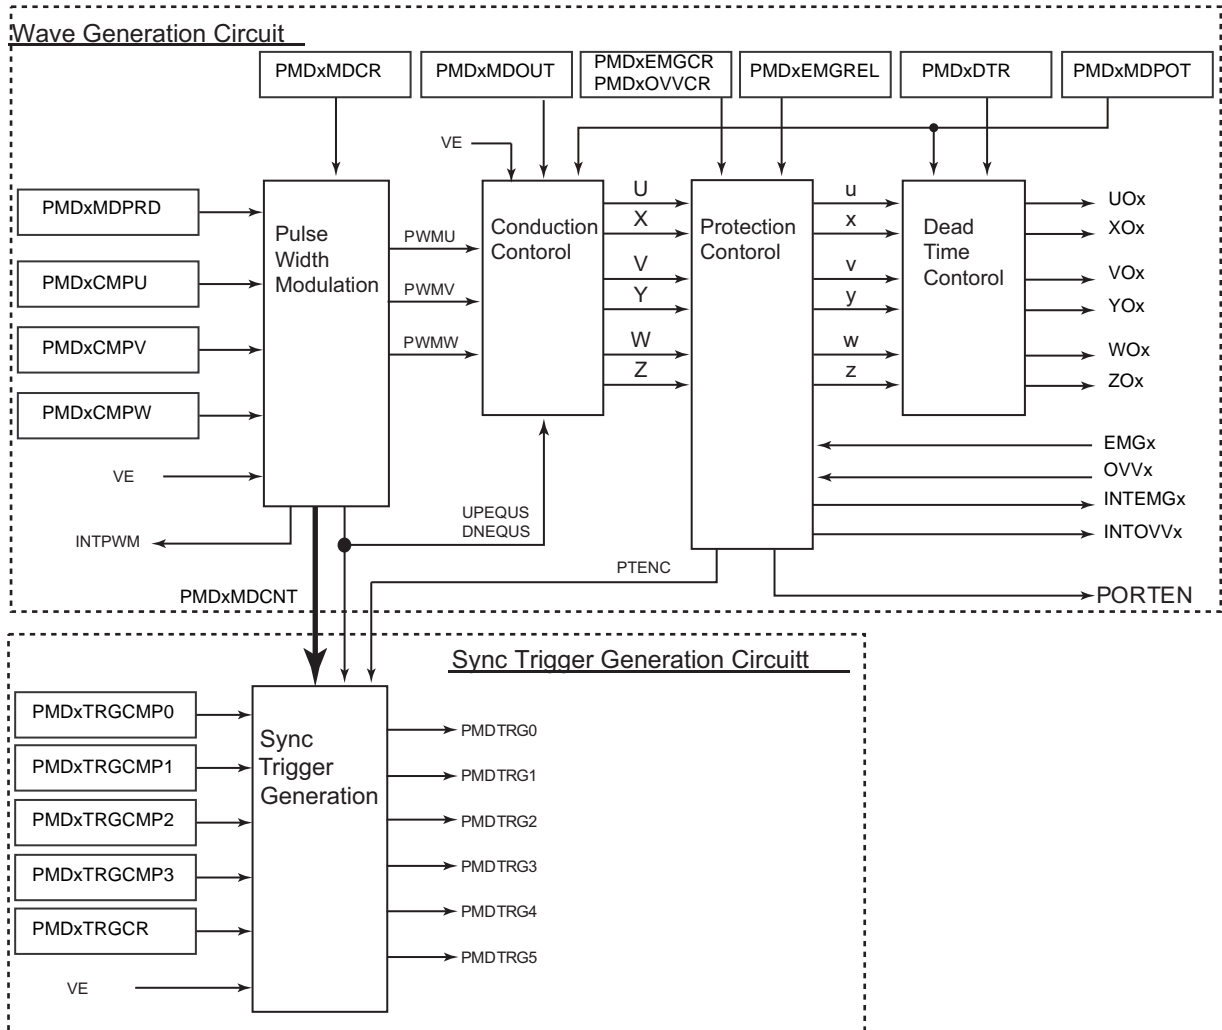 Wave Generation Circuit
PMDxMDCR
PMDxMDOUT
PMDxEMGCR
PMDxOVVCR
PMDxEMGREL
PMDxDTR
PMDxMDPOT
VE
PMDxMDPRD
PMDxCMPU
PMDxCMPV
PMDxCMPW
VE
Pulse
Width
Modulation
PWMU
PWMV
PWMW
Conduction
Contorol
U
X
V
Y
W
Z
Protection
Contorol
u
x
v
y
w
z
Dead
Time
Contorol
UOx
XOx
VOx
YOx
WOx
ZOx
EMGx
OVVx
INTEMGx
INTOVVx
PORTEN
INTPWM
UPEQUS
DNEQUS
PTENC
PMDxMDCNT
Sync Trigger Generation Circuitt
PMDxTRGCMP0
PMDxTRGCMP1
PMDxTRGCMP2
PMDxTRGCMP3
PMDxTRGCR
VE
Sync
Trigger
Generation
PMDTRG0
PMDTRG1
PMDTRG2
PMDTRG3
PMDTRG4
PMDTRG5